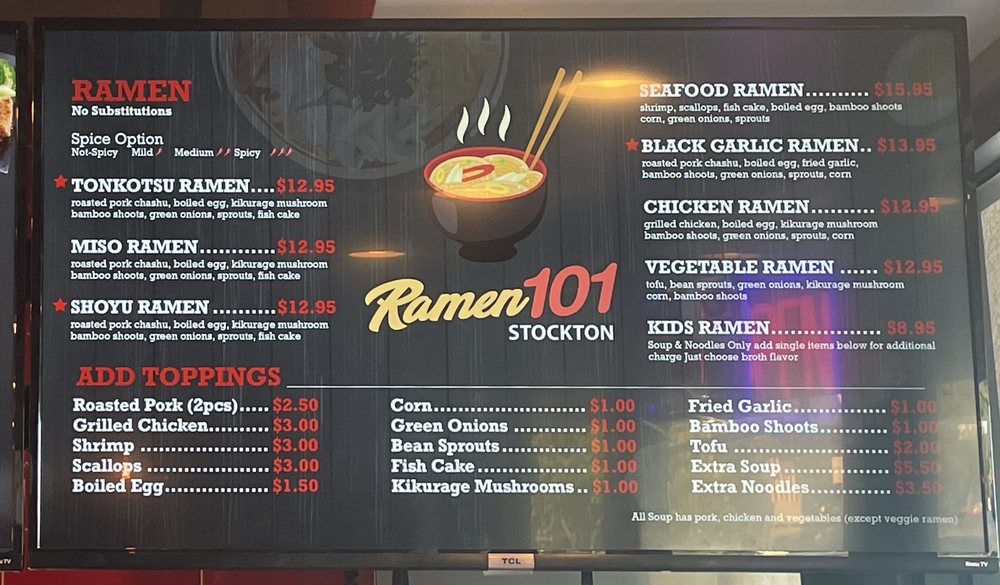 RAMEN
No Substitutions
Spice Option
Not-Spicy Mild Medium Spicy
TONKOTSU RAMEN....$12.95
roasted pork chashu, boiled egg, kikurage mushroom
bamboo shoots, green onions, sprouts, fish cake
MISO RAMEN............$12.95
roasted pork chashu, boiled egg, kikurage mushroom
bamboo shoots, green onions, sprouts, fish cake
SHOYU RAMEN ..........$12.95
roasted pork chashu, boiled egg, kikurage mushroom
bamboo shoots, green onions, sprouts, fish cake
Ramen101
STOCKTON
SEAFOOD RAMEN.......... $15.95
shrimp, scallops, fish cake, boiled egg, bamboo shoots
corn, green onions, sprouts
BLACK GARLIC RAMEN.. $13.95
roasted pork chashu, boiled egg, fried garlic,
bamboo shoots, green onions, sprouts, corn
CHICKEN RAMEN.......... $12.95
grilled chicken, boiled egg, kikurage mushroom
bamboo shoots, green onions, sprouts, corn
VEGETABLE RAMEN ...... $12.95
tofu, bean sprouts, green onions, kikurage mushroom
corn, bamboo shoots
KIDS RAMEN................. $8.95
Soup & Noodles Only add single items below for additional
charge Just choose broth flavor
ADD TOPPINGS
Roasted Pork (2pcs)..... $2.50
Grilled Chicken.......... $3.00
Shrimp ...................... $3.00
Scallops .................... $3.00
Boiled Egg................. $1.50
Corn......................... $1.00
Green Onions ............ $1.00
Bean Sprouts.............. $1.00
Fish Cake.................. $1.00
Kikurage Mushrooms.. $1.00
Fried Garlic............... $1.00
Bamboo Shoots........... $1.00
Tofu ......................... $2.00
Extra Soup................. $5.50
Extra Noodles............. $3.50
All Soup has pork, chicken and vegetables (except veggie ramen)
TCL
Roku TV